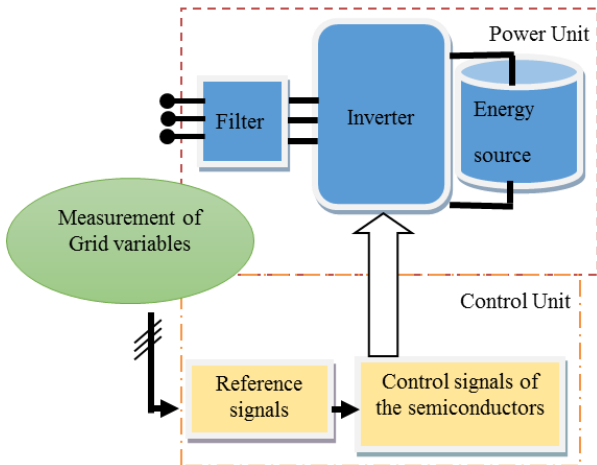 Power Unit
Filter
Inverter
Energy
source
Measurement of
Grid variables
Control Unit
Reference
signals
Control signals of
the semiconductors